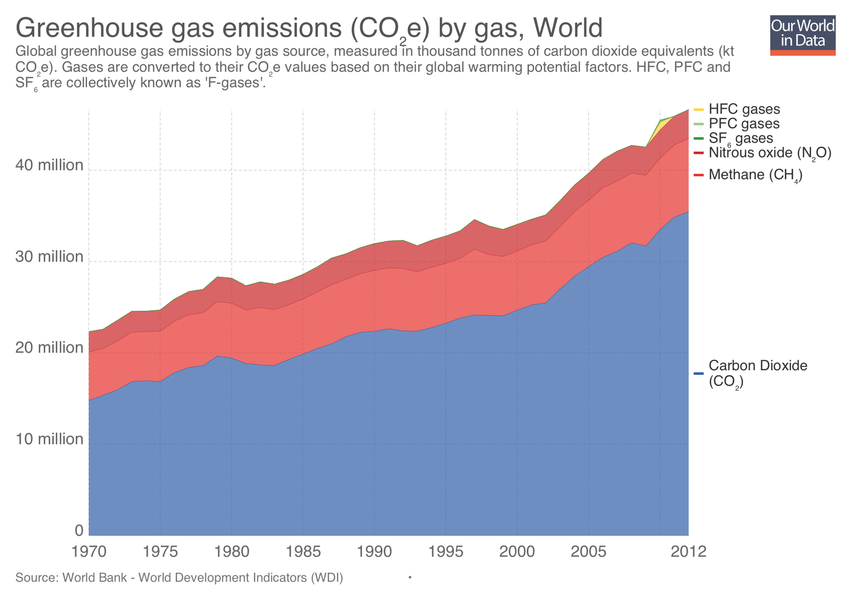 Greenhouse gas emissions (CO₂e) by gas, World
Our World
in Data
Global greenhouse gas emissions by gas source, measured in thousand tonnes of carbon dioxide equivalents (kt
CO₂e). Gases are converted to their CO₂e values based on their global warming potential factors. HFC, PFC and
SF₆ are collectively known as 'F-gases'.
HFC gases
PFC gases
SF₆ gases
Nitrous oxide (N₂O)
Methane (CH₄)
Carbon Dioxide
(CO₂)
40 million
30 million
20 million
10 million
0
1970 1975 1980 1985 1990 1995 2000 2005 2012
Source: World Bank - World Development Indicators (WDI)